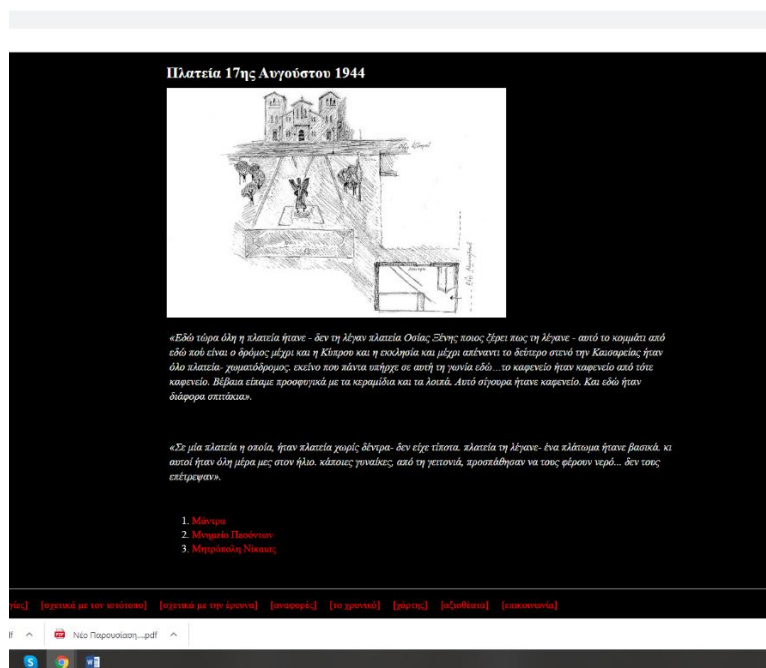 Πλατεία 17ης Αυγούστου 1944
«Εδώ τώρα όλη η πλατεία ήτανε - δεν τη λέγαν πλατεία Οσίας Ξένης ποιος ξέρει πως τη λέγανε - αυτό το κομμάτι από
εδώ πού είναι ο δρόμος μέχρι και η Κύπρου και η εκκλησία και μέχρι απέναντι το δεύτερο στενό την Καισαρείας ήταν
όλο πλατεία- χωματόδρομος. εκείνο που πάντα υπήρχε σε αυτή τη γωνία εδώ...το καφενείο ήταν καφενείο από τότε
καφενείο. Βέβαια είπαμε προσφυγικά με τα κεραμίδια και τα λοιπά. Αυτό σίγουρα ήτανε καφενείο. Και εδώ ήταν
διάφορα σπιτάκια».
«Σε μία πλατεία η οποία, ήταν πλατεία χωρίς δέντρα- δεν είχε τίποτα. πλατεία τη λέγανε- ένα πλάτωμα ήτανε βασικά. κι
αυτοί ήταν όλη μέρα μες στον ήλιο. κάποιες γυναίκες, από τη γειτονιά, προσπάθησαν να τους φέρουν νερό... δεν τους
επέτρεψαν».
1. Μάντρα
2. Μνημείο Πεσόντων
3. Μητρόπολη Νίκαιας
γίες] [σχετικά με τον ιστότοπο] [σχετικά με την έρευνα] [αναφορές] [το χρονικό] [χάρτης] [αξιοθέατα] [επικοινωνία]
df Νέο Παρουσίαση....pdf